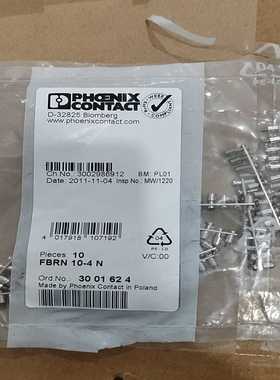 PHOENIX
CONTACT
D-32825 Blomberg
www.phoenixcontact.com
Ch.No.: 3002986912
BM: PL01
Date: 2011-11-04
Insp No.: MW/1220
4 017918 107192
Pieces 10
FBRN 10-4 N
04
PE-LD
V/C:00
Ord.No.: 30 01 62 4
Made by Phoenix Contact in Poland